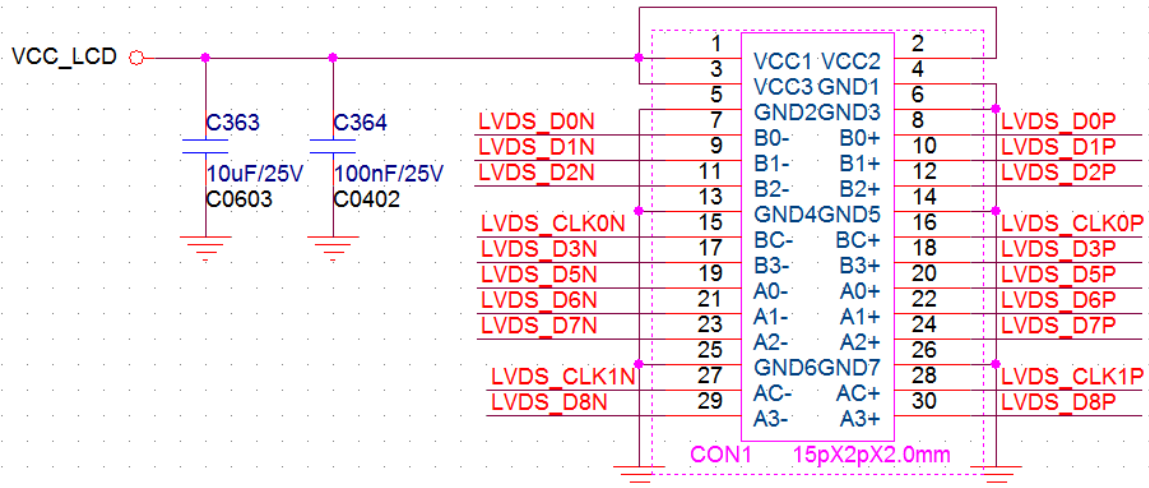 1 2
VCC_LCD VCC1 VCC2
3 4
VCC3 GND1
5 6
C363 C364 GND2 GND3
LVDS_D0N 7 8 LVDS_D0P
B0- B0+
LVDS_D1N 9 10 LVDS_D1P
10uF/25V 100nF/25V B1- B1+
LVDS_D2N 11 12 LVDS_D2P
C0603 C0402 B2- B2+
13 14
GND4 GND5
LVDS_CLK0N 15 16 LVDS_CLK0P
BC- BC+
LVDS_D3N 17 18 LVDS_D3P
B3- B3+
LVDS_D5N 19 20 LVDS_D5P
A0- A0+
LVDS_D6N 21 22 LVDS_D6P
A1- A1+
LVDS_D7N 23 24 LVDS_D7P
A2- A2+
25 26
GND6 GND7
LVDS_CLK1N 27 28 LVDS_CLK1P
AC- AC+
LVDS_D8N 29 30 LVDS_D8P
A3- A3+
CON1 15pX2pX2.0mm